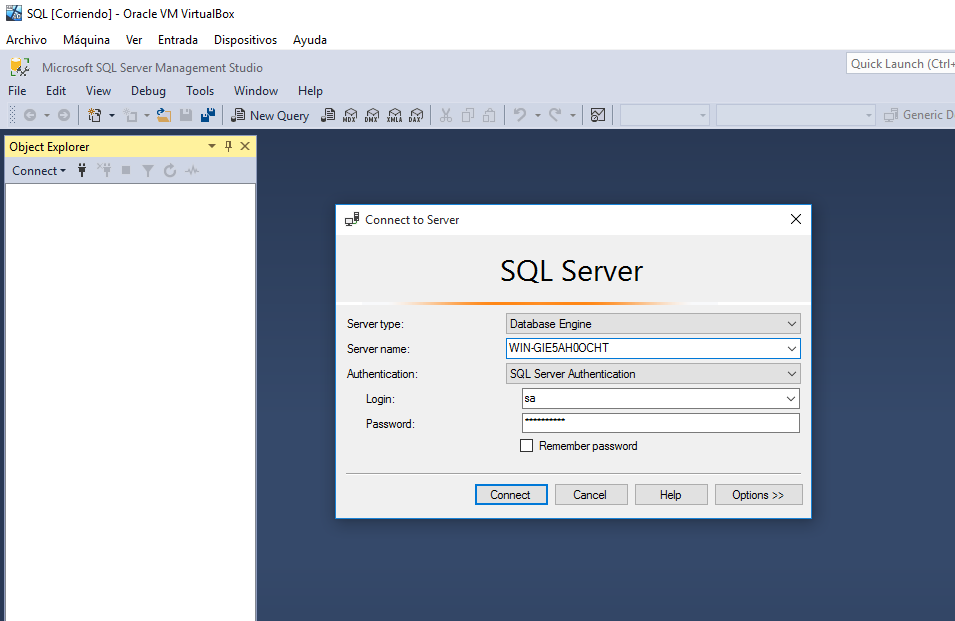 SQL [Corriendo] - Oracle VM VirtualBox
Archivo Máquina Ver Entrada Dispositivos Ayuda
Microsoft SQL Server Management Studio
Quick Launch (Ctrl+
File Edit View Debug Tools Window Help
New Query MDX DMX XMLA DAX Generic D
Object Explorer
Connect
Connect to Server
SQL Server
Server type: Database Engine
Server name: WIN-GIE5AH0OCHT
Authentication: SQL Server Authentication
Login: sa
Password: **********
Remember password
Connect Cancel Help Options >>